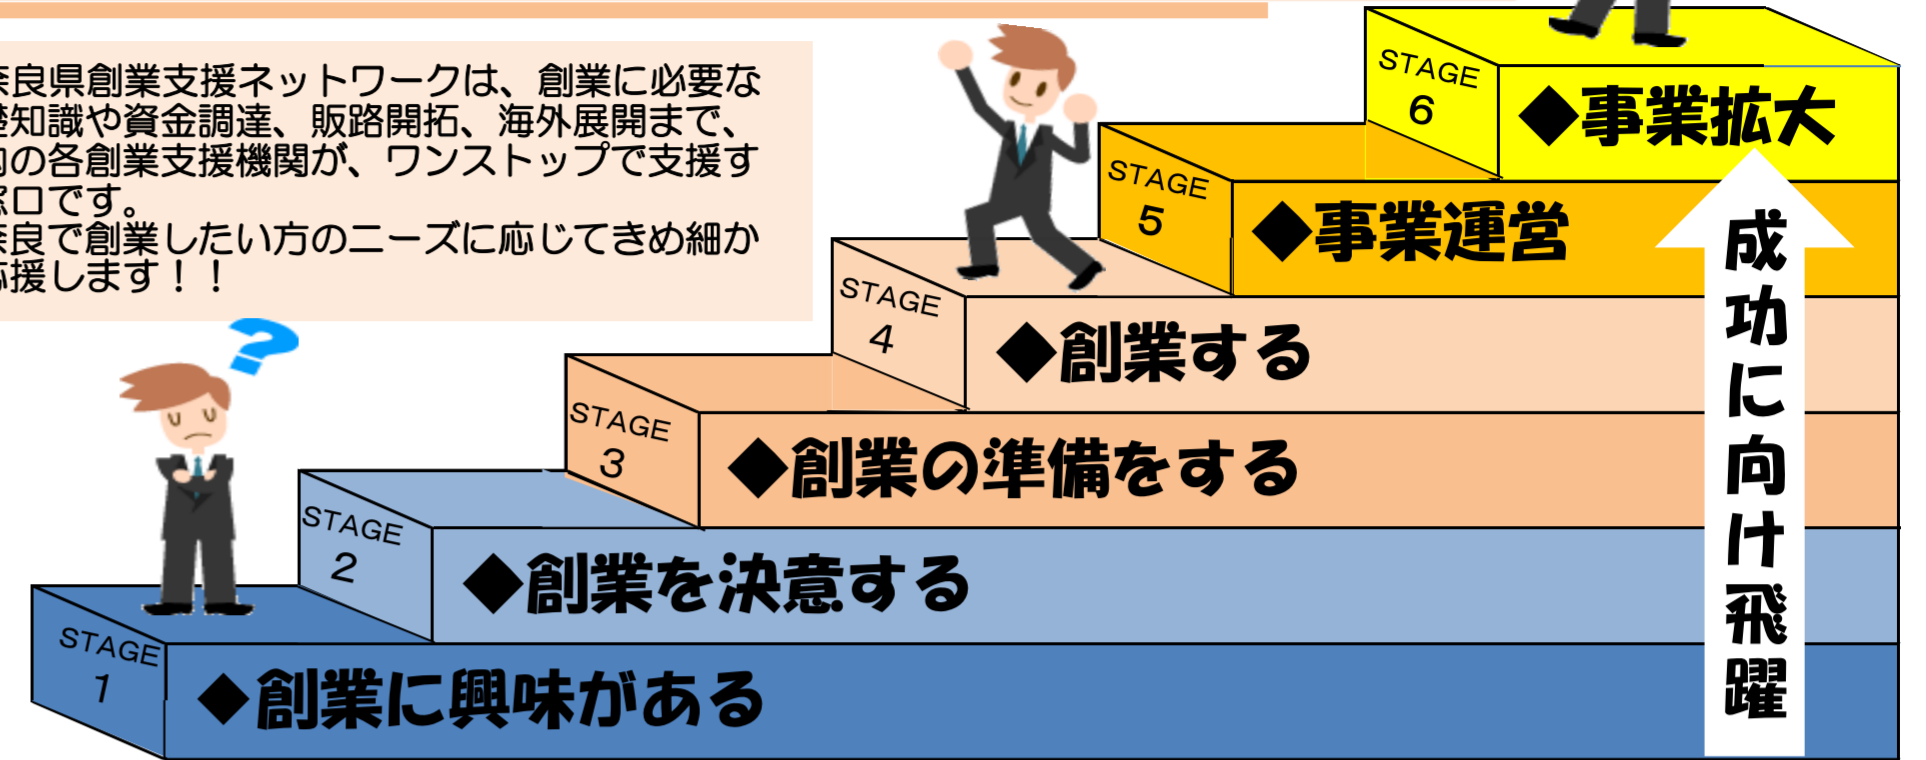 良県創業支援ネットワークは、創業に必要な
知識や資金調達、販路開拓、海外展開まで、
の各創業支援機関が、ワンストップで支援す
口です。
良で創業したい方のニーズに応じてきめ細か
援します！！
STAGE
6
◆事業拡大
STAGE
5
◆事業運営
STAGE
4
◆創業する
STAGE
3
◆創業の準備をする
STAGE
2
◆創業を決意する
STAGE
1
◆創業に興味がある
成功に向け飛躍
?